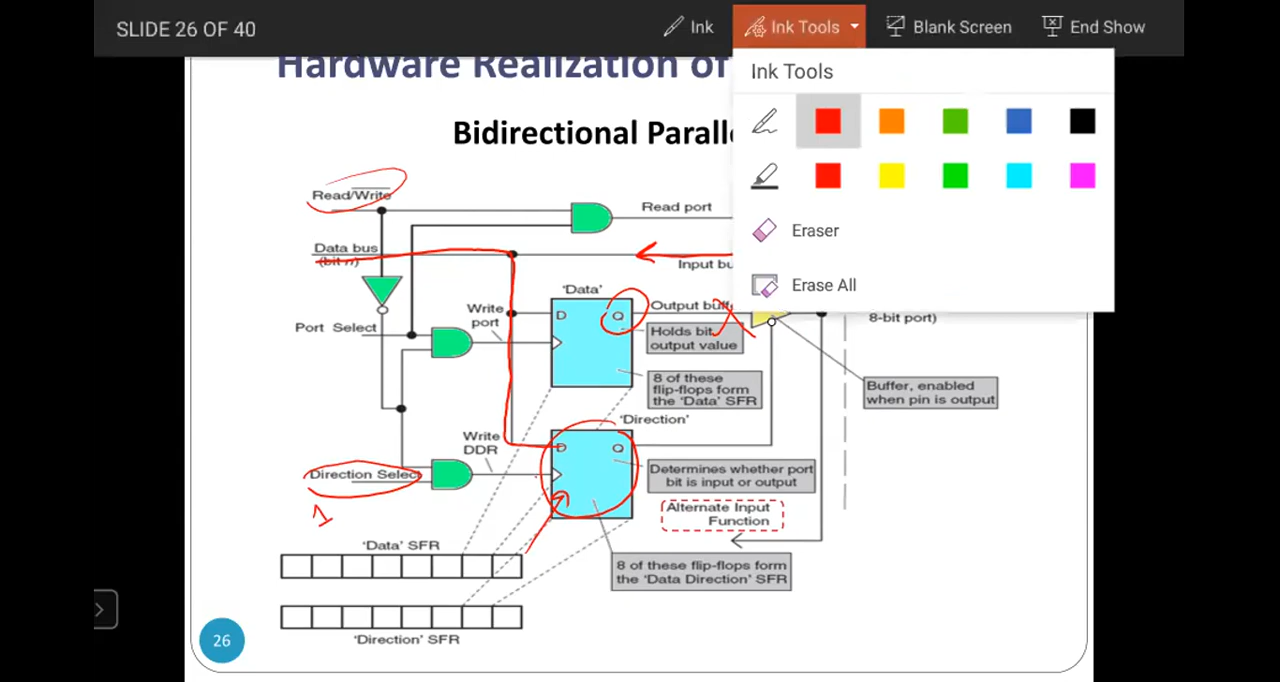 SLIDE 26 OF 40
Ink
Ink Tools
Blank Screen
End Show
Ink Tools
Eraser
Erase All
Hardware Realization of
Bidirectional
Read/Write
Read port
Data bus
(bit n)
Input
'Data'
Write
port
D
Q
Output
8-bit port)
Port Select
Holds bit
output value
8 of these
flip-flops form
the 'Data' SFR
Buffer, enabled
when pin is output
'Direction'
Write
DDR
D
Q
Direction Select
1
Determines whether port
bit is input or output
Alternate Input
Function
'Data' SFR
8 of these flip-flops form
the 'Data Direction' SFR
'Direction' SFR
26